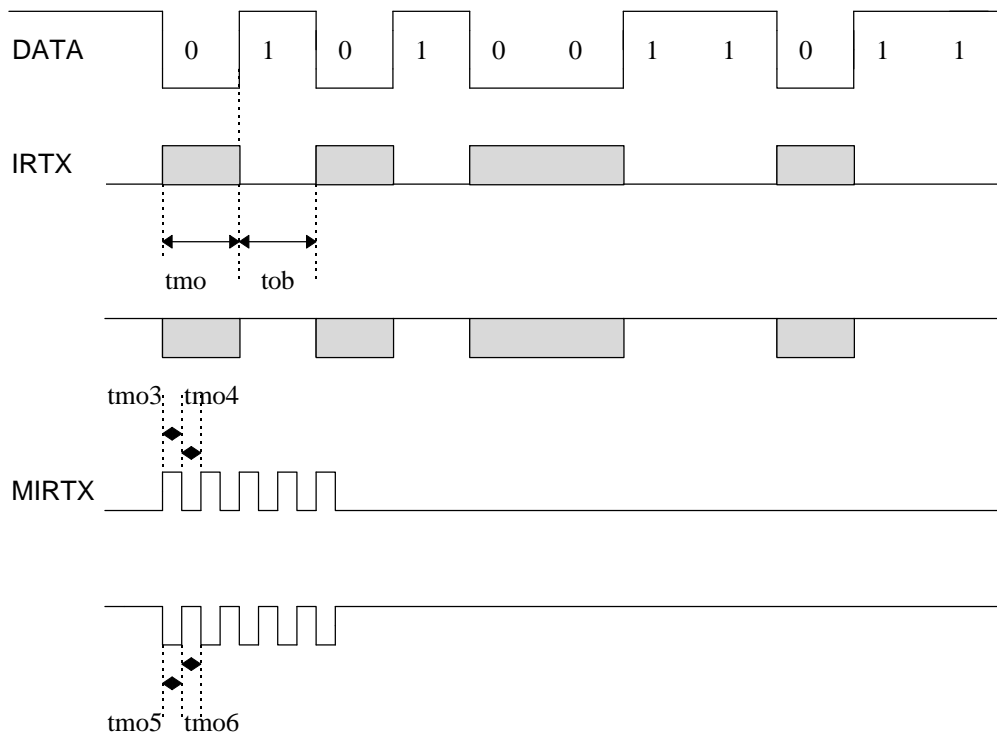 DATA 0 1 0 1 0 0 1 1 0 1 1
IRTX
tmo tob
tmo3 tmo4
MIRTX
tmo5 tmo6